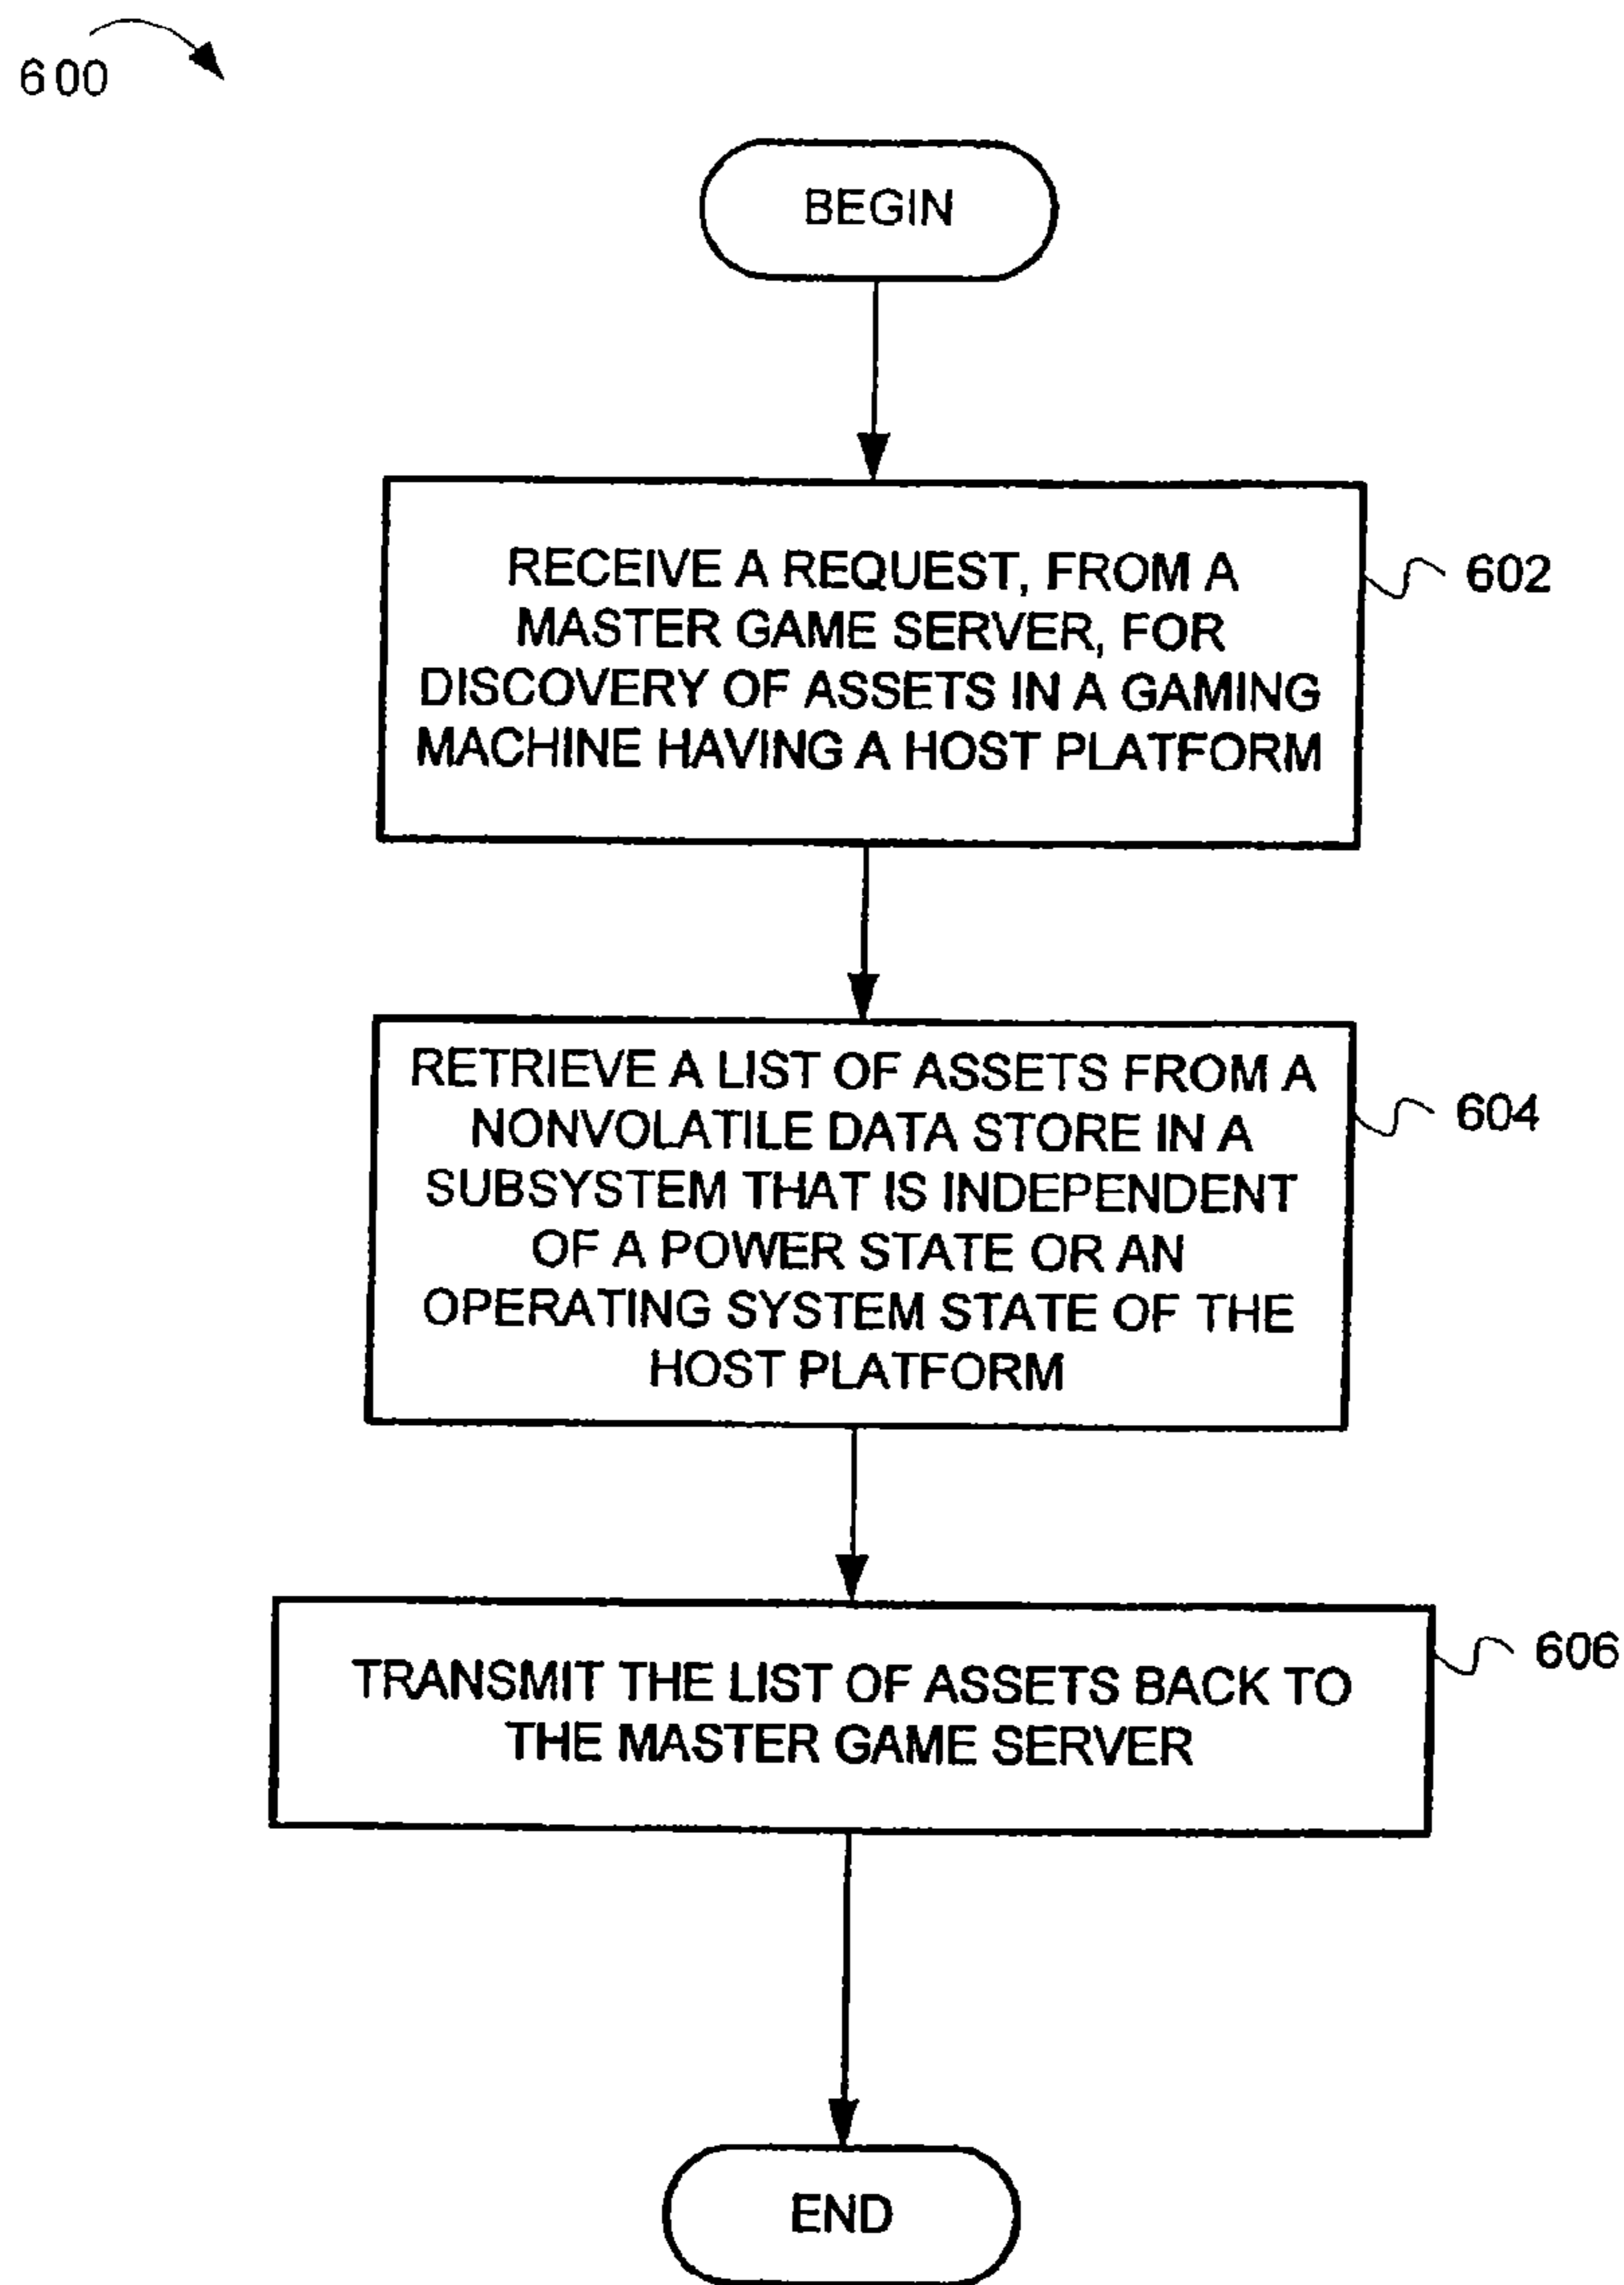 600
BEGIN
RECEIVE A REQUEST, FROM A
MASTER GAME SERVER, FOR
DISCOVERY OF ASSETS IN A GAMING
MACHINE HAVING A HOST PLATFORM
602
RETRIEVE A LIST OF ASSETS FROM A
NONVOLATILE DATA STORE IN A
SUBSYSTEM THAT IS INDEPENDENT
OF A POWER STATE OR AN
OPERATING SYSTEM STATE OF THE
HOST PLATFORM
604
TRANSMIT THE LIST OF ASSETS BACK TO
THE MASTER GAME SERVER
606
END